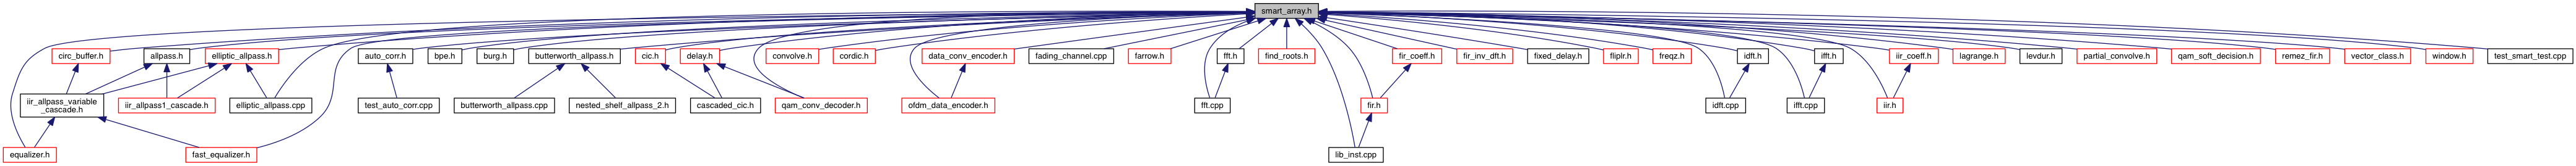 smart_array.h
circ_buffer.h
allpass.h
elliptic_allpass.h
auto_corr.h
bpe.h
burg.h
butterworth_allpass.h
cic.h
delay.h
convolve.h
cordic.h
data_conv_encoder.h
fading_channel.cpp
farrow.h
fft.h
find_roots.h
fir_coeff.h
fir_inv_dft.h
fixed_delay.h
fliplr.h
freqz.h
idft.h
ifft.h
iir_coeff.h
lagrange.h
levdur.h
partial_convolve.h
qam_soft_decision.h
remez_fir.h
vector_class.h
window.h
test_smart_test.cpp
iir_allpass_variable
_cascade.h
iir_allpass1_cascade.h
elliptic_allpass.cpp
test_auto_corr.cpp
butterworth_allpass.cpp
nested_shelf_allpass_2.h
cascaded_cic.h
qam_conv_decoder.h
ofdm_data_encoder.h
fft.cpp
fir.h
idft.cpp
ifft.cpp
iir.h
equalizer.h
fast_equalizer.h
lib_inst.cpp